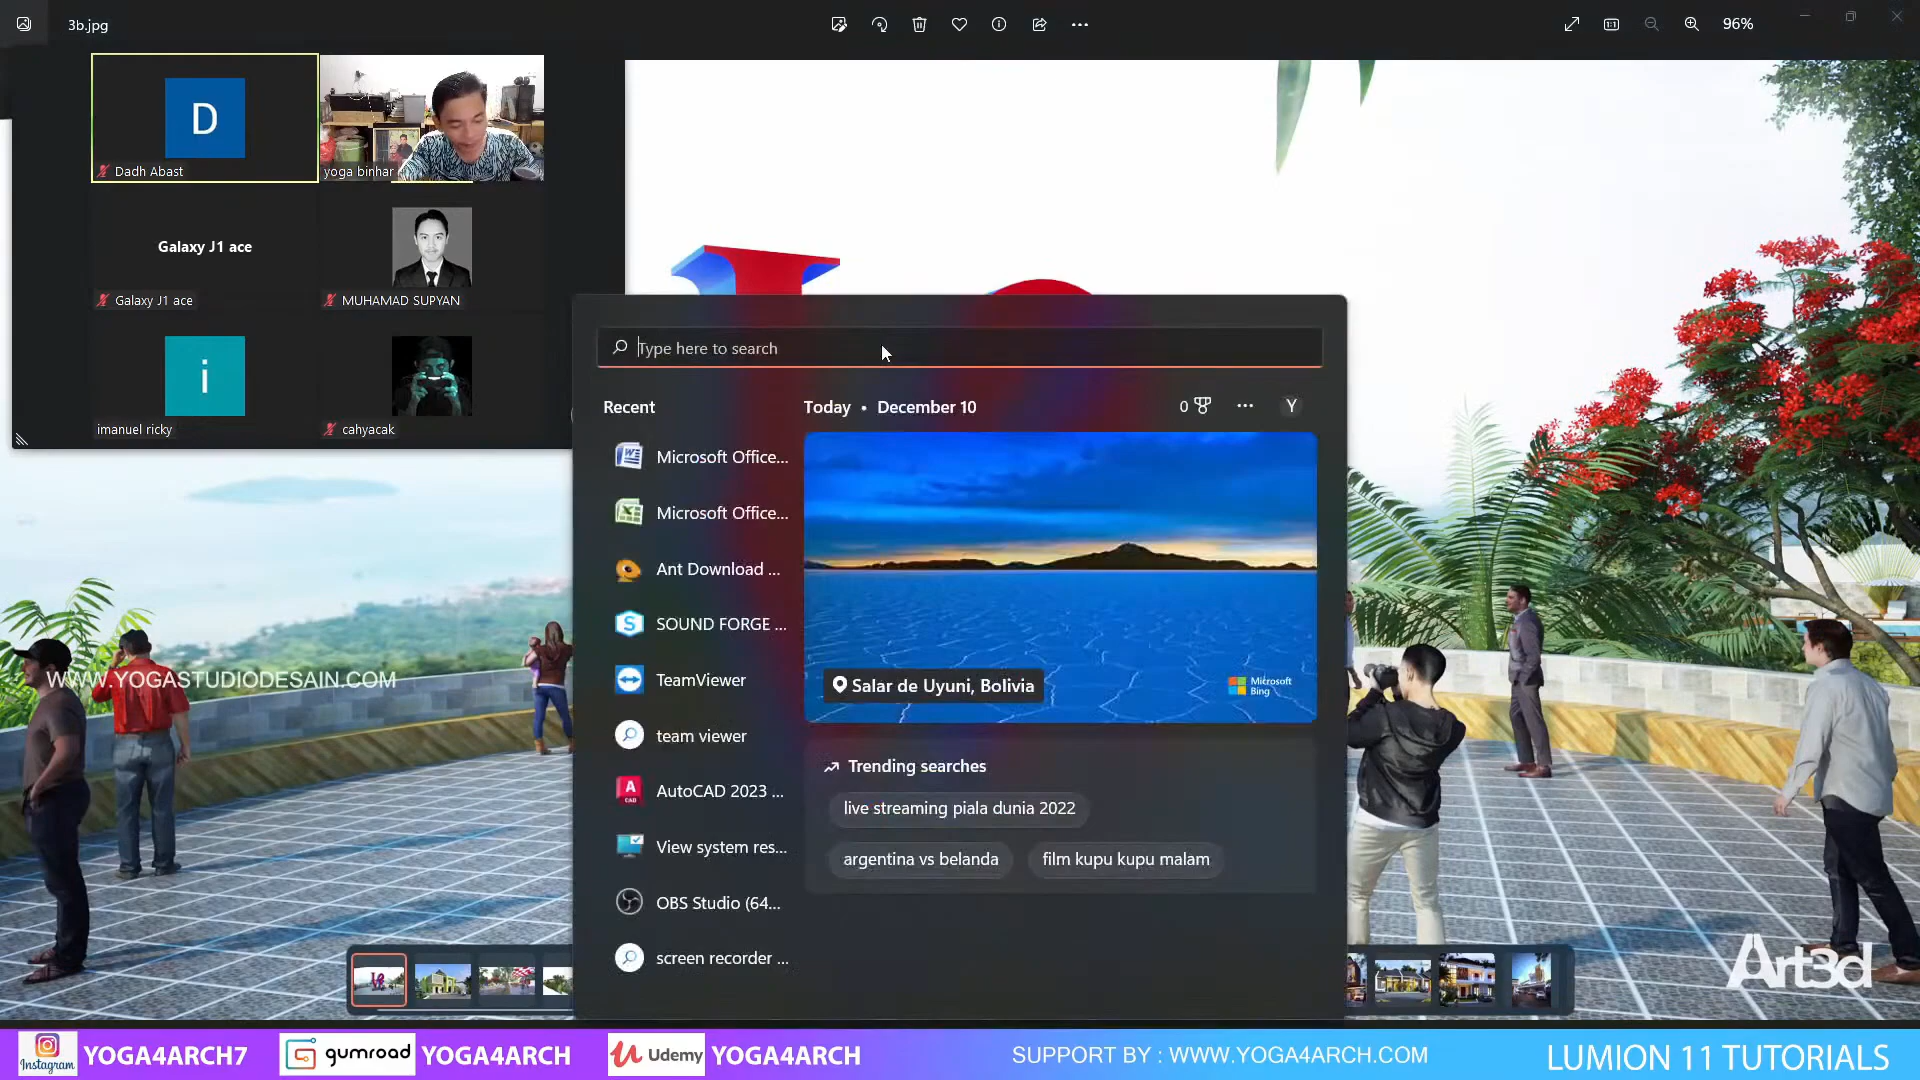 3b.jpg
96%
D
Dadh Abast
yoga binhar
Galaxy J1 ace
Galaxy J1 ace
MUHAMAD SUPYAN
i
imanuel ricky
cahyacak
Type here to search
Recent
Today • December 10
0
Y
Microsoft Office...
Microsoft Office...
Ant Download ...
SOUND FORGE ...
TeamViewer
team viewer
AutoCAD 2023 ...
View system res...
OBS Studio (64...
screen recorder ...
Salar de Uyuni, Bolivia
Microsoft
Bing
Trending searches
live streaming piala dunia 2022
argentina vs belanda
film kupu kupu malam
WWW.YOGASTUDIODESAIN.COM
Art3d
Instagram
YOGA4ARCH7
gumroad
YOGA4ARCH
Udemy
YOGA4ARCH
SUPPORT BY : WWW.YOGA4ARCH.COM
LUMION 11 TUTORIALS